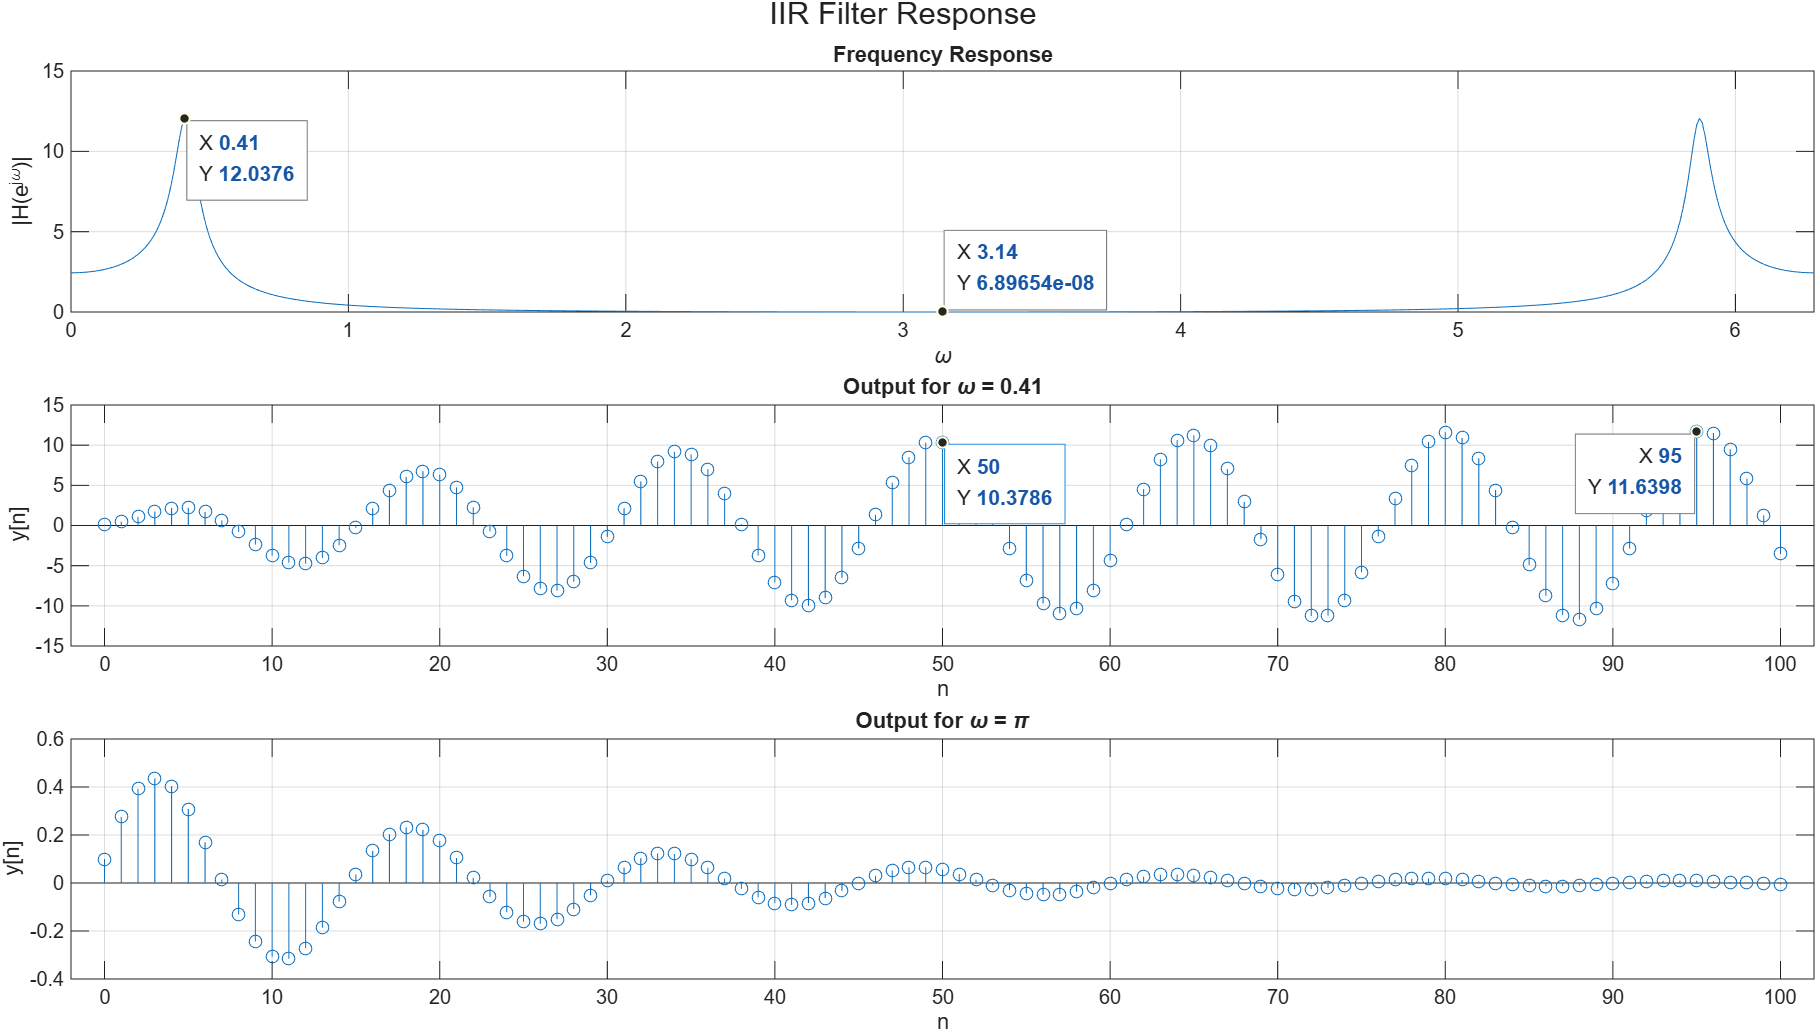 IIR Filter Response
Frequency Response
15
10
5
0
|H(e^jω)|
X 0.41
Y 12.0376
X 3.14
Y 6.89654e-08
0 1 2 3 4 5 6
ω
Output for ω = 0.41
15
10
5
0
-5
-10
-15
y[n]
X 50
Y 10.3786
X 95
Y 11.6398
0 10 20 30 40 50 60 70 80 90 100
n
Output for ω = π
0.6
0.4
0.2
0
-0.2
-0.4
y[n]
0 10 20 30 40 50 60 70 80 90 100
n